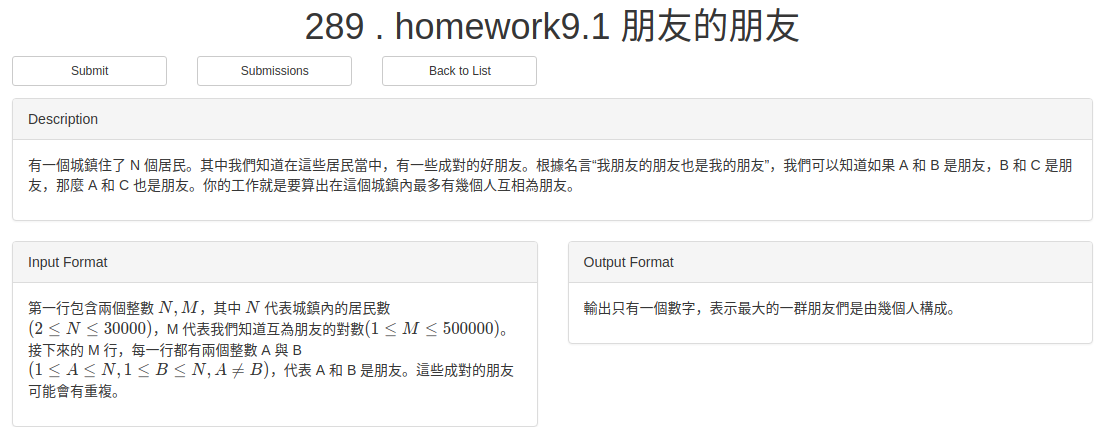 289 . homework9.1 朋友的朋友
Submit
Submissions
Back to List
Description
有一個城鎮住了 N 個居民。其中我們知道在這些居民當中，有一些成對的好朋友。根據名言“我朋友的朋友也是我的朋友”，我們可以知道如果 A 和 B 是朋友，B 和 C 是朋
友，那麼 A 和 C 也是朋友。你的工作就是要算出在這個城鎮內最多有幾個人互相為朋友。
Input Format
第一行包含兩個整數 N, M，其中 N 代表城鎮內的居民數
(2 ≤ N ≤ 30000)，M 代表我們知道互為朋友的對數(1 ≤ M ≤ 500000)。
接下來的 M 行，每一行都有兩個整數 A 與 B
(1 ≤ A ≤ N, 1 ≤ B ≤ N, A ≠ B)，代表 A 和 B 是朋友。這些成對的朋友
可能會有重複。
Output Format
輸出只有一個數字，表示最大的一群朋友們是由幾個人構成。